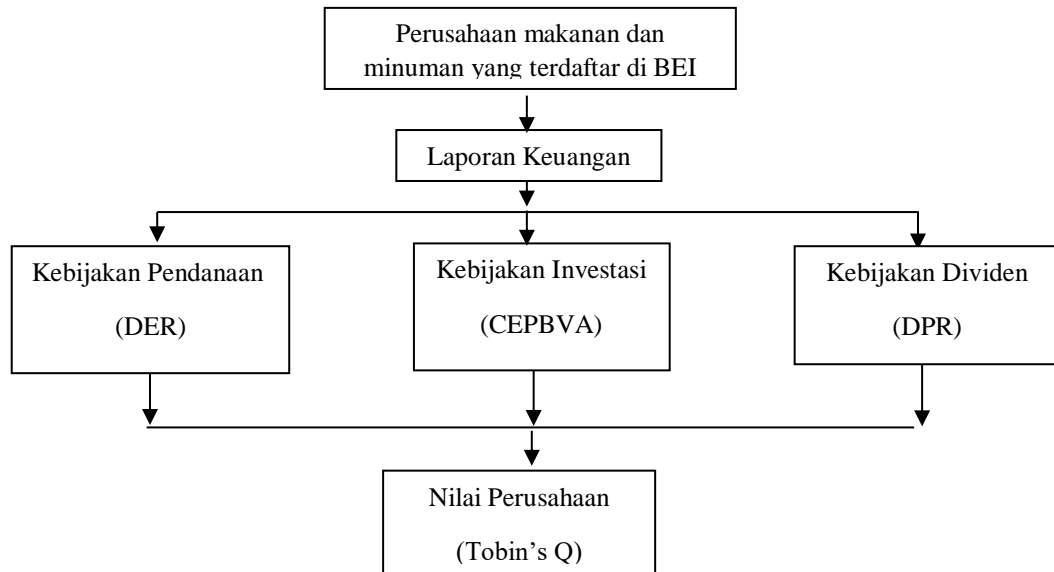 Perusahaan makanan dan
minuman yang terdaftar di BEI
Laporan Keuangan
Kebijakan Pendanaan
(DER)
Kebijakan Investasi
(CEPBVA)
Kebijakan Dividen
(DPR)
Nilai Perusahaan
(Tobin’s Q)